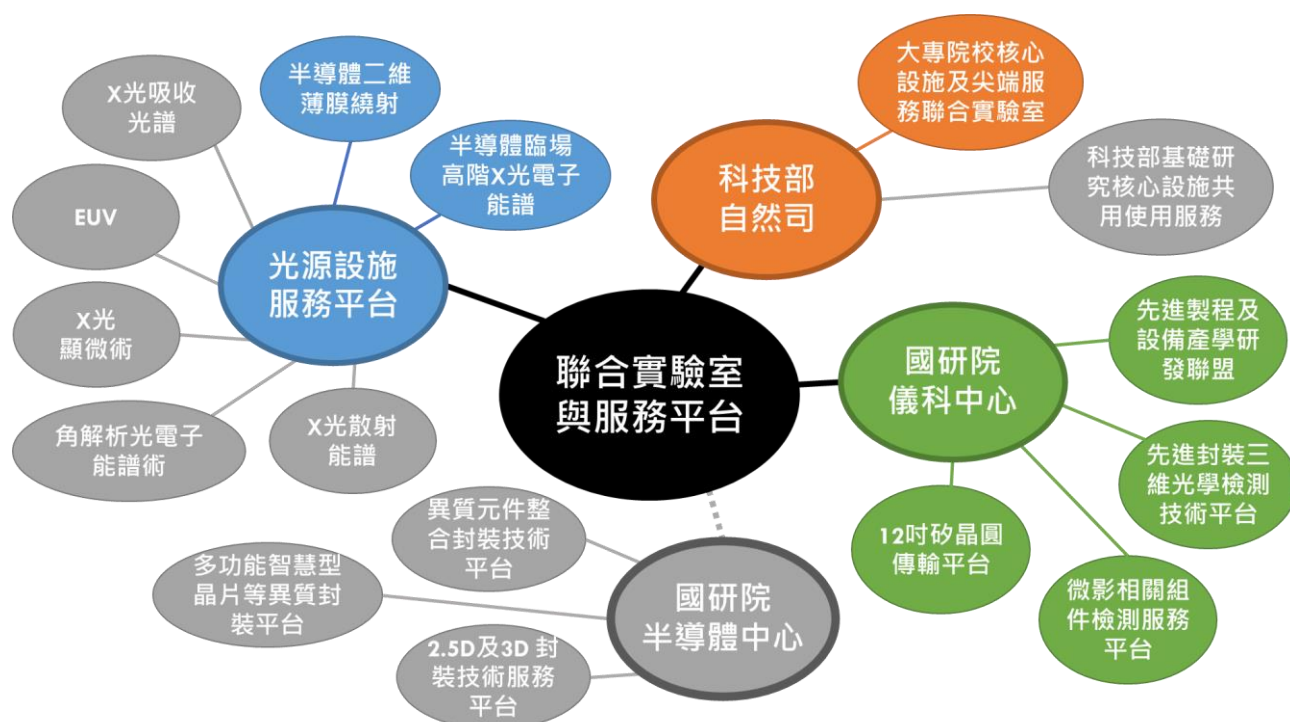 X光吸收
光譜
半導體二維
薄膜繞射
半導體臨場
高階X光電子
能譜
EUV
光源設施
服務平台
X光
顯微術
角解析光電子
能譜術
X光散射
能譜
大專院校核心
設施及尖端服
務聯合實驗室
科技部
自然司
科技部基礎研
究核心設施共
用使用服務
聯合實驗室
與服務平台
國研院
儀科中心
先進製程及
設備產學研
發聯盟
先進封裝三
維光學檢測
技術平台
12吋矽晶圓
傳輸平台
微影相關組
件檢測服務
平台
異質元件整
合封裝技術
平台
多功能智慧型
晶片等異質封
裝平台
國研院
半導體中心
2.5D及3D 封
裝技術服務
平台